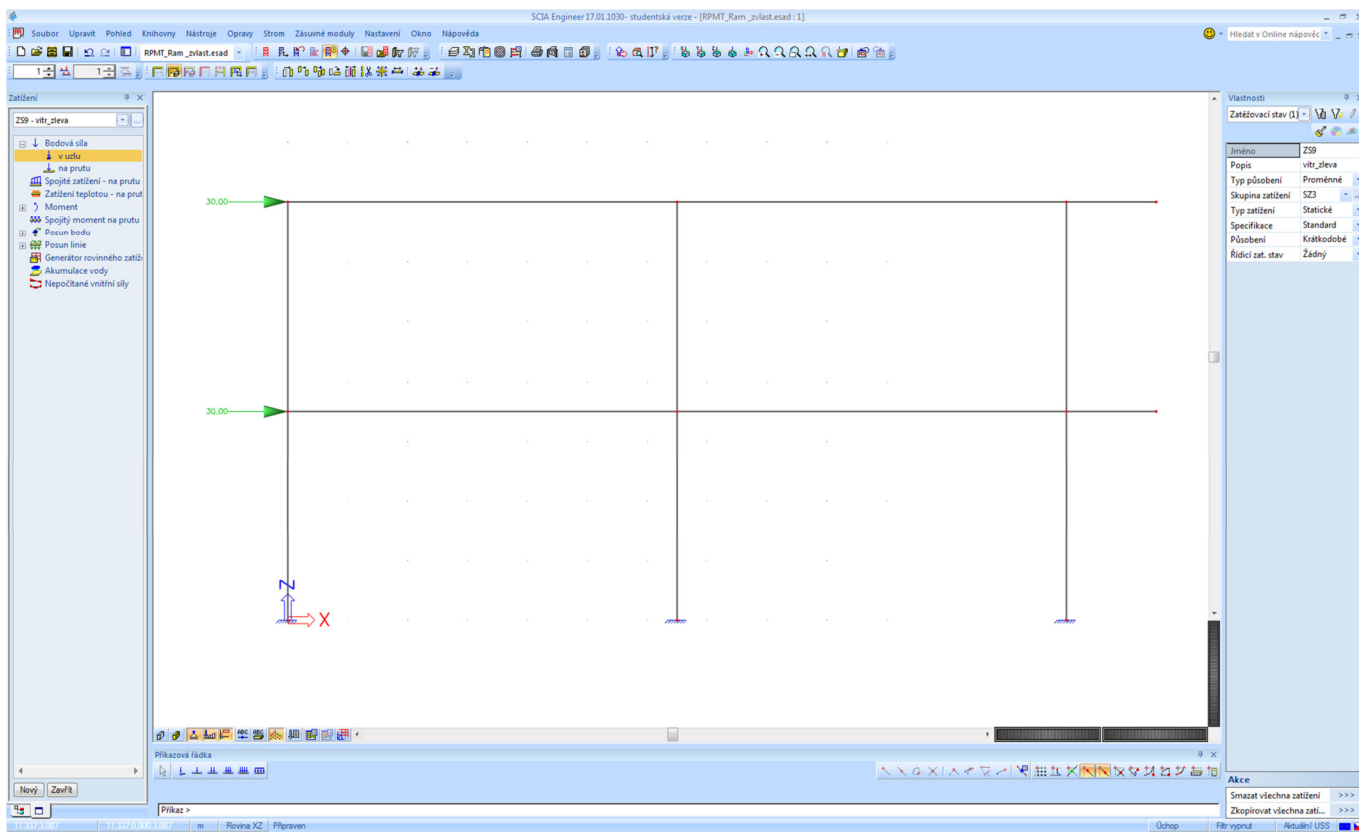 SCIA Engineer 17.01.1030- studentská verze - [RPMT_Ram _zvlast.esad : 1]
Soubor Upravit Pohled Knihovny Nástroje Opravy Strom Zásuvné moduly Nastavení Okno Nápověda
Hledat v Online nápověc
RPMT_Ram _zvlast.esad
1 1
Zatížení
ZS9 - vitr_zleva
Bodová síla
v uzlu
na prutu
Spojité zatížení - na prutu
Zatížení teplotou - na prut
Moment
Spojitý moment na prutu
Posun bodu
Posun linie
Generátor rovinného zatíž
Akumulace vody
Nepočítané vnitřní síly
Nový Zavřít
30,00
30,00
Z
X
Vlastnosti
Zatěžovací stav (1)
Jméno ZS9
Popis vitr_zleva
Typ působení Proměnné
Skupina zatížení SZ3
Typ zatížení Statické
Specifikace Standard
Působení Krátkodobé
Řídicí zat. stav Žádný
Příkazová řádka
Příkaz >
Akce
Smazat všechna zatížení >>>
Zkopírovat všechna zatí... >>>
m Rovina XZ Připraven Úchop Filtr vypnut Aktuální USS